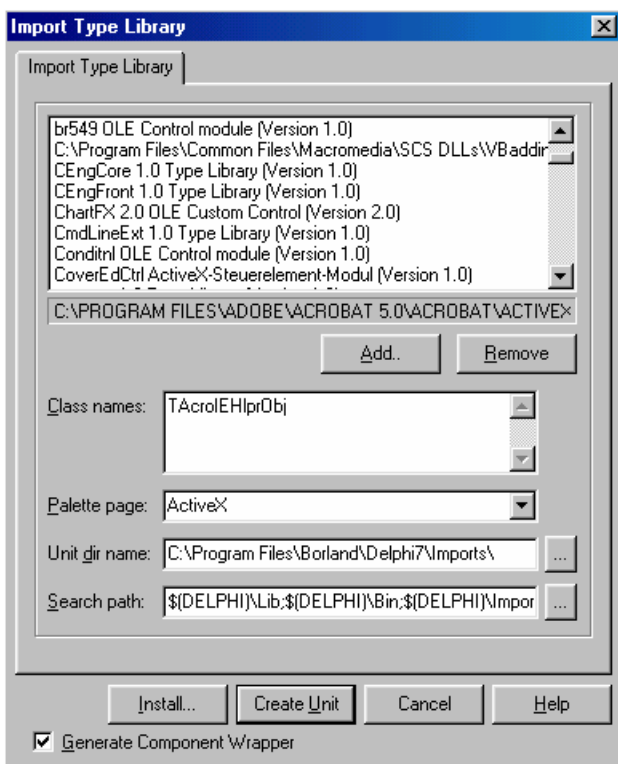 Import Type Library
Import Type Library
br549 OLE Control module (Version 1.0)
C:\Program Files\Common Files\Macromedia\SCS DLLs\VBaddin
CEngCore 1.0 Type Library (Version 1.0)
CEngFront 1.0 Type Library (Version 1.0)
ChartFX 2.0 OLE Custom Control (Version 2.0)
CmdLineExt 1.0 Type Library (Version 1.0)
Conditnl OLE Control module (Version 1.0)
CoverEdCtrl ActiveX-Steuerelement-Modul (Version 1.0)
C:\PROGRAM FILES\ADOBE\ACROBAT 5.0\ACROBAT\ACTIVEX
Add.. Remove
Class names: TAcroIEHlprObj
Palette page: ActiveX
Unit dir name: C:\Program Files\Borland\Delphi7\Imports\ ...
Search path: $(DELPHI)\Lib;$(DELPHI)\Bin;$(DELPHI)\Impor ...
Install... Create Unit Cancel Help
Generate Component Wrapper